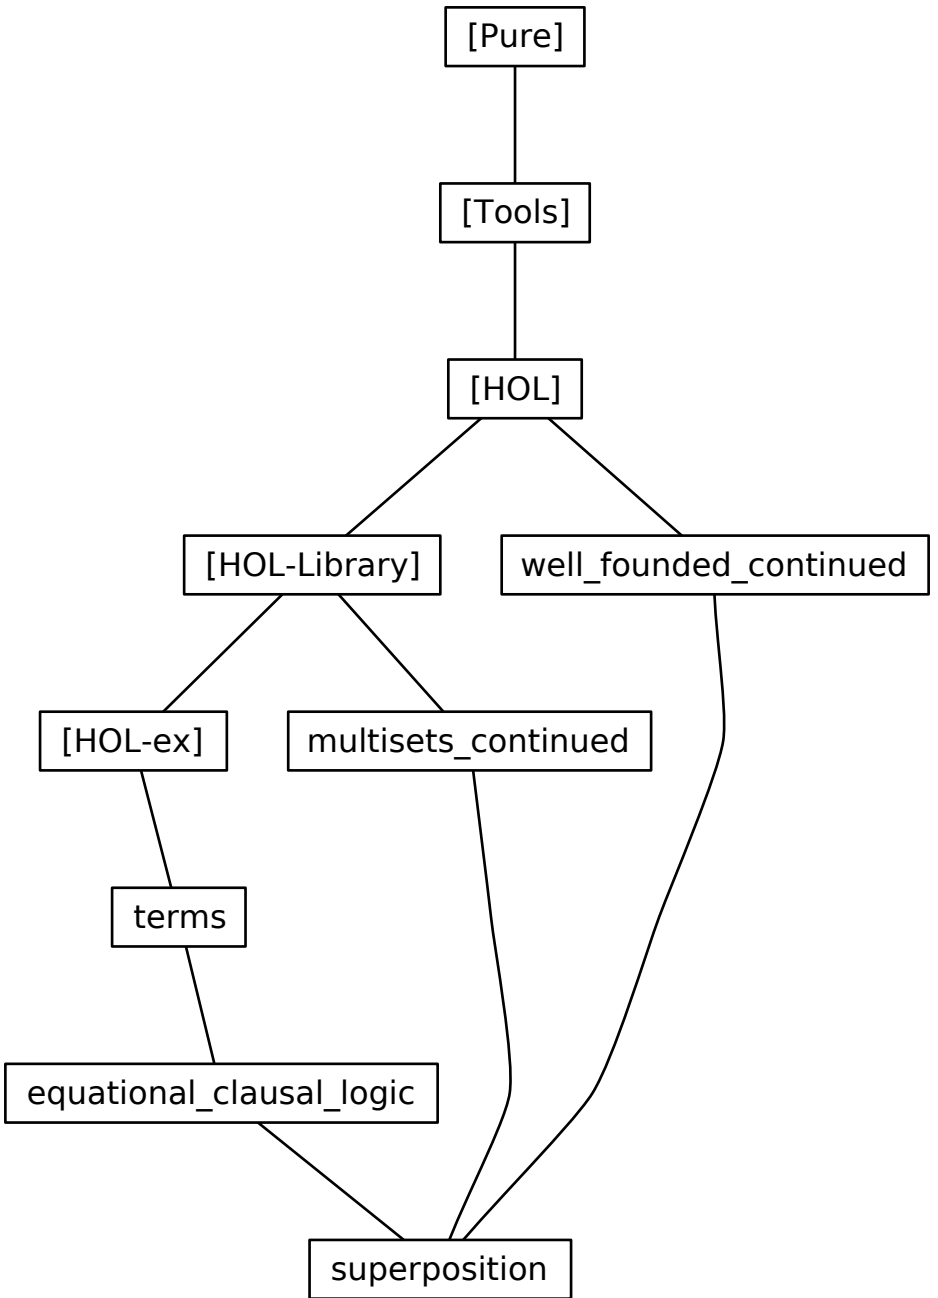 [Pure]
[Tools]
[HOL]
[HOL-Library]
well_founded_continued
[HOL-ex]
multisets_continued
terms
equational_clausal_logic
superposition